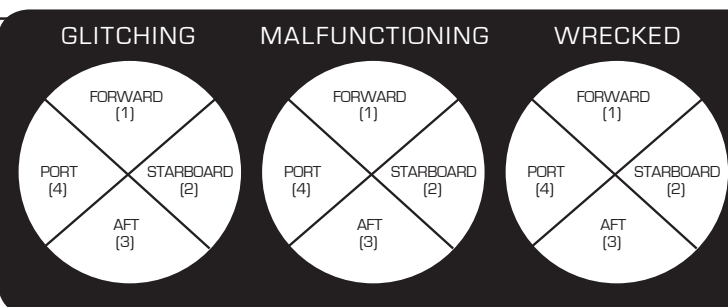 GLITCHING MALFUNCTIONING WRECKED
FORWARD FORWARD FORWARD
(1) (1) (1)
PORT STARBOARD PORT STARBOARD PORT STARBOARD
(4) (2) (4) (2) (4) (2)
AFT AFT AFT
(3) (3) (3)